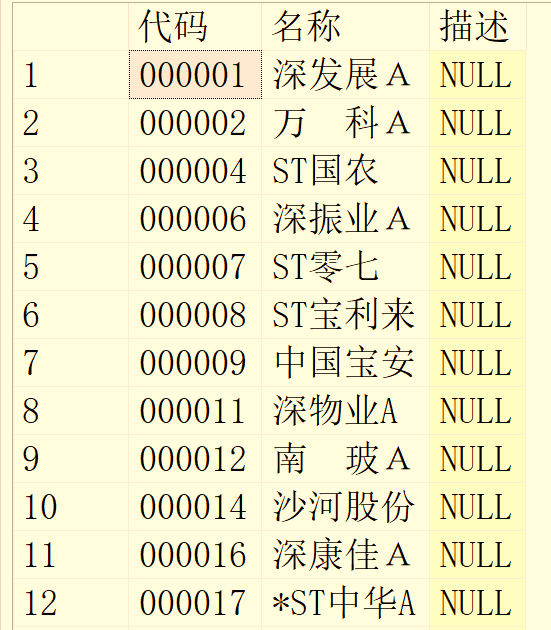 代码 名称 描述
1 000001 深发展Ａ NULL
2 000002 万　科Ａ NULL
3 000004 ST国农 NULL
4 000006 深振业Ａ NULL
5 000007 ST零七 NULL
6 000008 ST宝利来 NULL
7 000009 中国宝安 NULL
8 000011 深物业A NULL
9 000012 南　玻Ａ NULL
10 000014 沙河股份 NULL
11 000016 深康佳Ａ NULL
12 000017 *ST中华A NULL